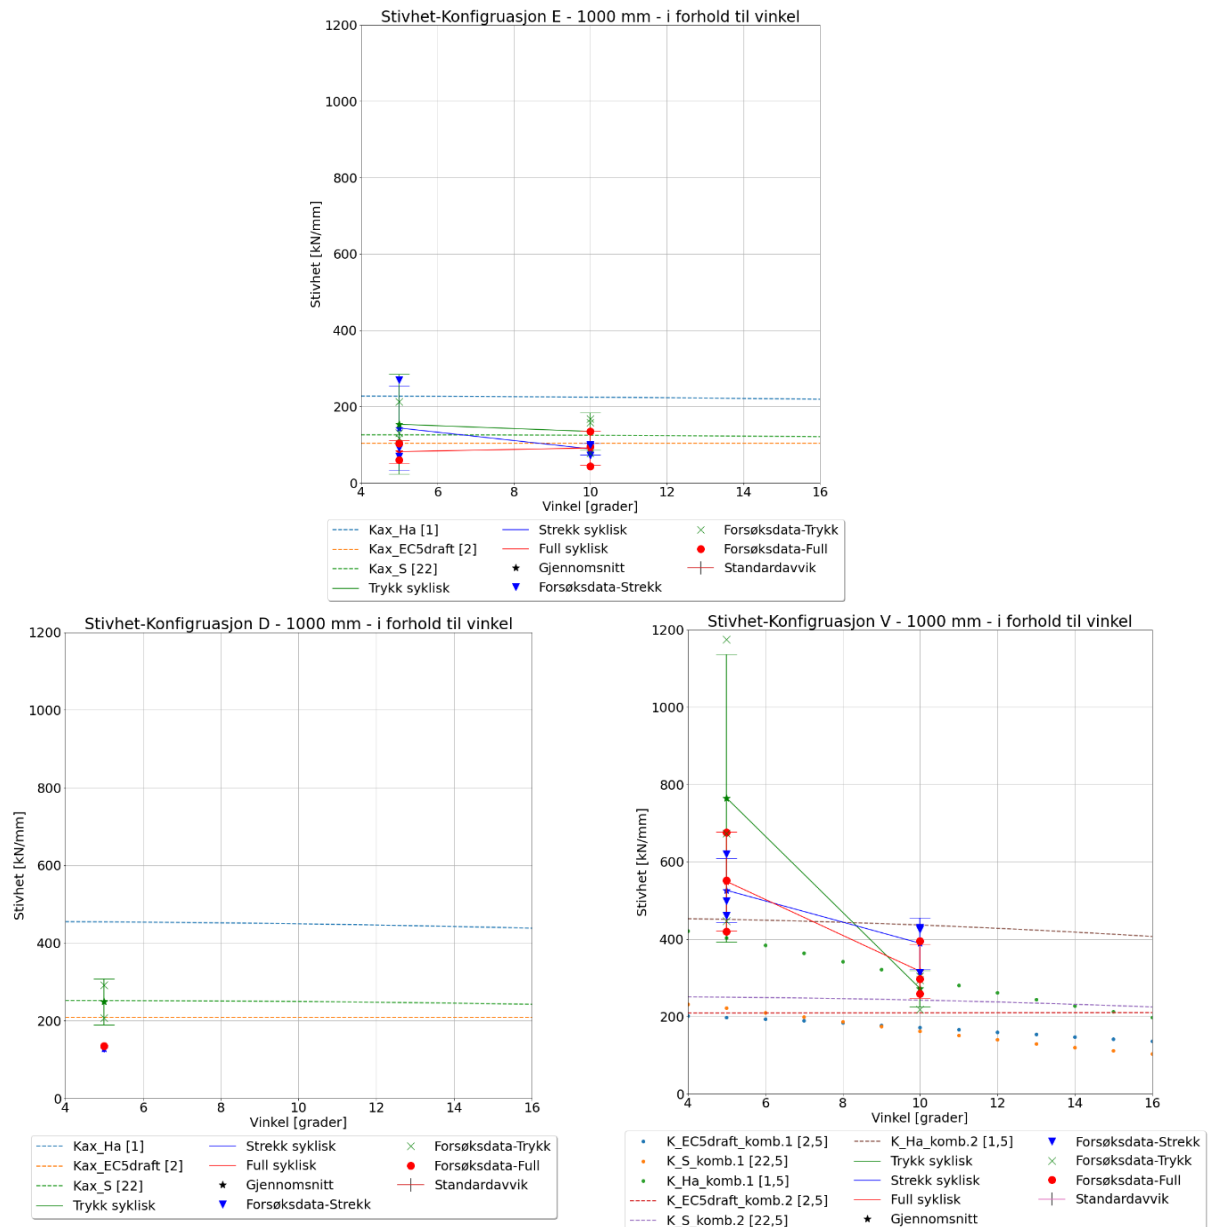 Stivhet-Konfigruasjon E - 1000 mm - i forhold til vinkel
1200
1000
800
600
400
200
0
Stivhet [kN/mm]
4 6 8 10 12 14 16
Vinkel [grader]
Kax_Ha [1]
Kax_EC5draft [2]
Kax_S [22]
Trykk syklisk
Strekk syklisk
Full syklisk
Gjennomsnitt
Forsøksdata-Strekk
Forsøksdata-Trykk
Forsøksdata-Full
Standardavvik
Stivhet-Konfigruasjon D - 1000 mm - i forhold til vinkel
1200
1000
800
600
400
200
0
Stivhet [kN/mm]
4 6 8 10 12 14 16
Vinkel [grader]
Kax_Ha [1]
Kax_EC5draft [2]
Kax_S [22]
Trykk syklisk
Strekk syklisk
Full syklisk
Gjennomsnitt
Forsøksdata-Strekk
Forsøksdata-Trykk
Forsøksdata-Full
Standardavvik
Stivhet-Konfigruasjon V - 1000 mm - i forhold til vinkel
1200
1000
800
600
400
200
0
Stivhet [kN/mm]
4 6 8 10 12 14 16
Vinkel [grader]
K_EC5draft_komb.1 [2,5]
K_S_komb.1 [22,5]
K_Ha_komb.1 [1,5]
K_EC5draft_komb.2 [2,5]
K_S_komb.2 [22,5]
K_Ha_komb.2 [1,5]
Trykk syklisk
Strekk syklisk
Full syklisk
Gjennomsnitt
Forsøksdata-Strekk
Forsøksdata-Trykk
Forsøksdata-Full
Standardavvik